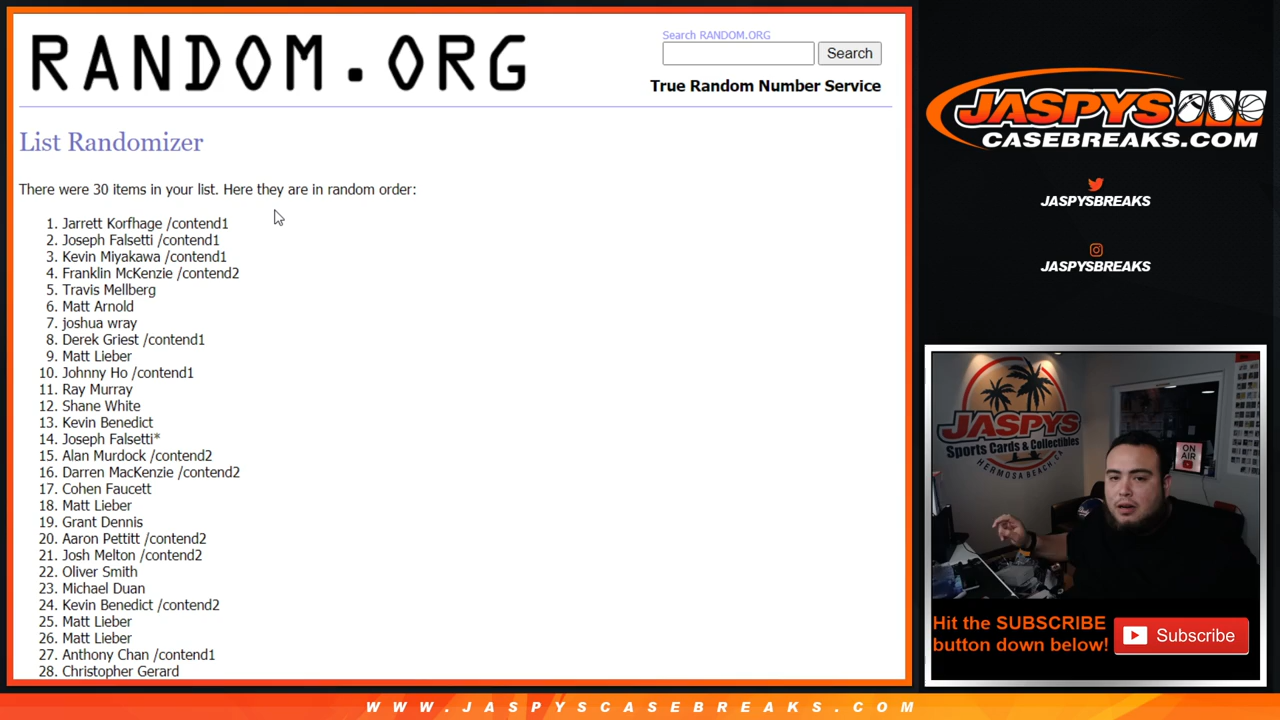 RANDOM.ORG
Search RANDOM.ORG
Search
True Random Number Service
List Randomizer
There were 30 items in your list. Here they are in random order:
1. Jarrett Korfhage /contend1
2. Joseph Falsetti /contend1
3. Kevin Miyakawa /contend1
4. Franklin McKenzie /contend2
5. Travis Mellberg
6. Matt Arnold
7. joshua wray
8. Derek Griest /contend1
9. Matt Lieber
10. Johnny Ho /contend1
11. Ray Murray
12. Shane White
13. Kevin Benedict
14. Joseph Falsetti*
15. Alan Murdock /contend2
16. Darren MacKenzie /contend2
17. Cohen Faucett
18. Matt Lieber
19. Grant Dennis
20. Aaron Pettitt /contend2
21. Josh Melton /contend2
22. Oliver Smith
23. Michael Duan
24. Kevin Benedict /contend2
25. Matt Lieber
26. Matt Lieber
27. Anthony Chan /contend1
28. Christopher Gerard
JASPYS
CASEBREAKS.COM
JASPYSBREAKS
JASPYSBREAKS
JASPYS
Sports Cards & Collectibles
HERMOSA BEACH, CA
ON
AIR
Hit the SUBSCRIBE
button down below!
Subscribe
WWW.JASPYSCASEBREAKS.COM